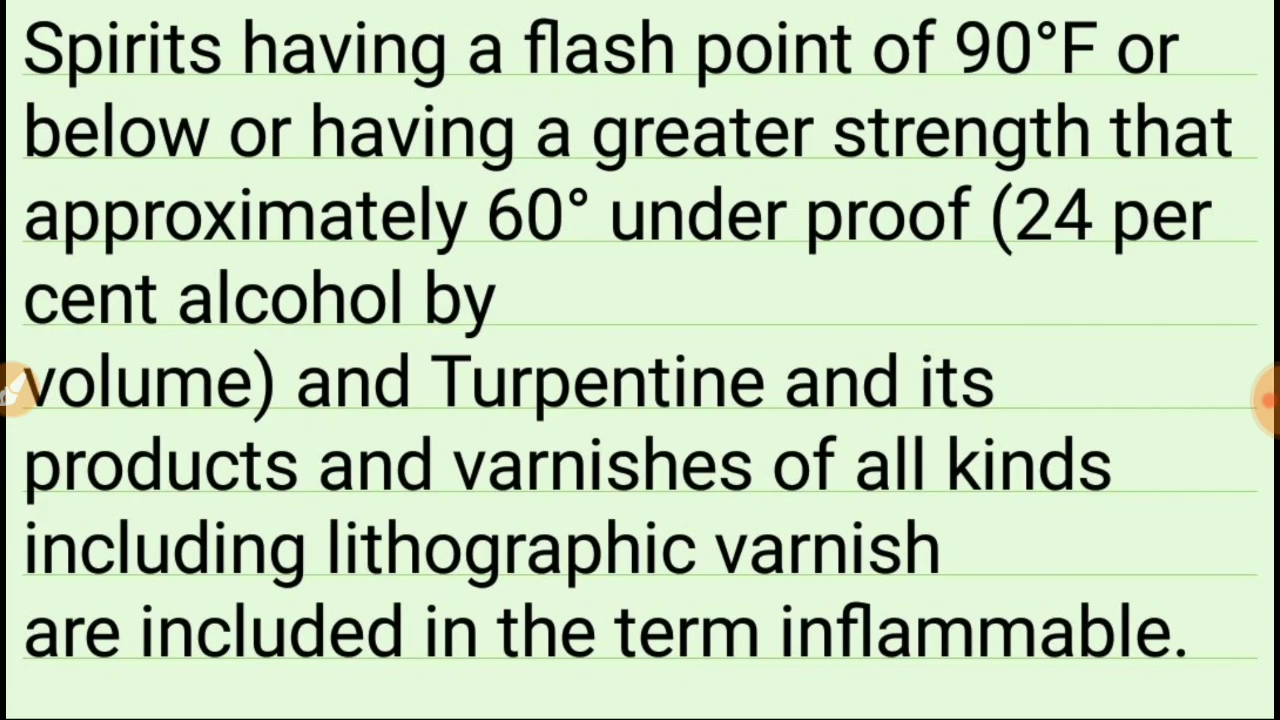 Spirits having a flash point of 90°F or
below or having a greater strength that
approximately 60° under proof (24 per
cent alcohol by
volume) and Turpentine and its
products and varnishes of all kinds
including lithographic varnish
are included in the term inflammable.